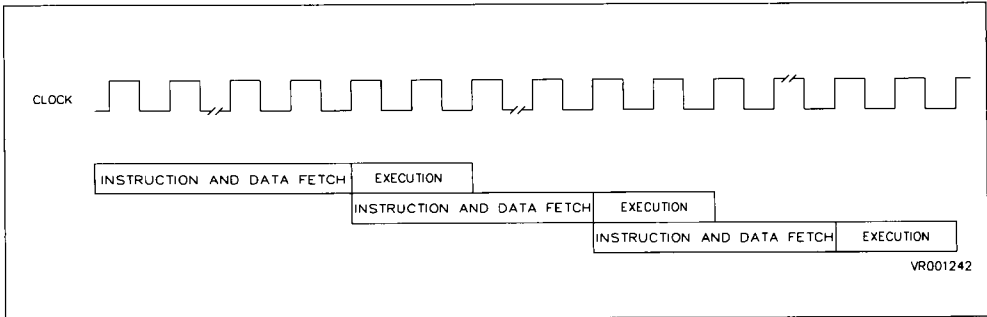 CLOCK
INSTRUCTION AND DATA FETCH EXECUTION
INSTRUCTION AND DATA FETCH EXECUTION
INSTRUCTION AND DATA FETCH EXECUTION
VR001242